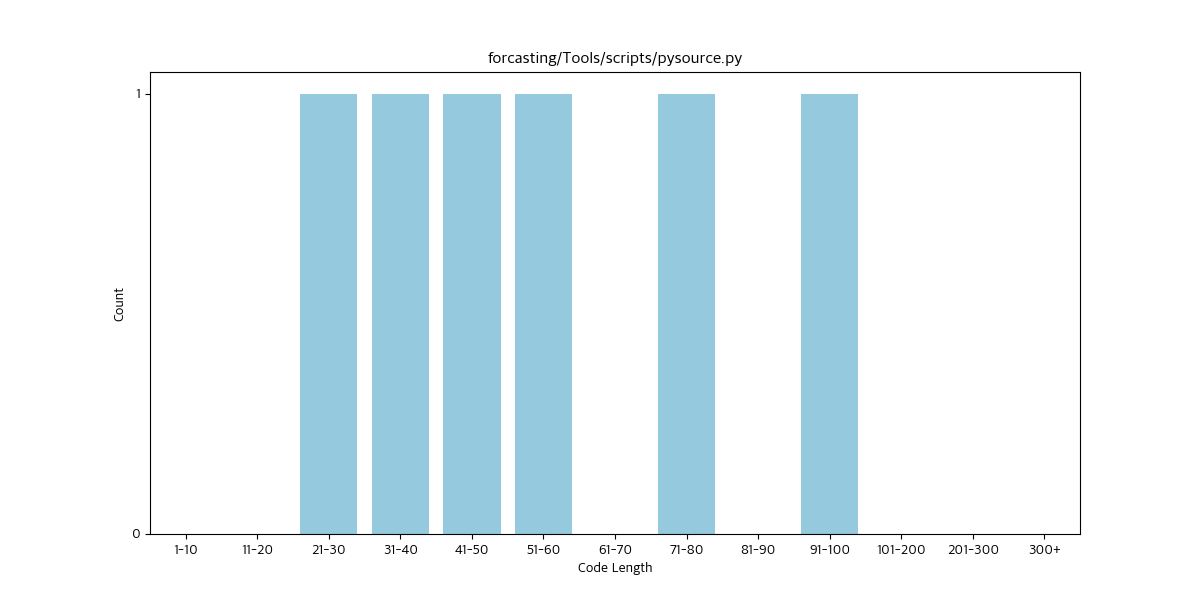 forcasting/Tools/scripts/pysource.py
1
Count
0
1-10 11-20 21-30 31-40 41-50 51-60 61-70 71-80 81-90 91-100 101-200 201-300 300+
Code Length